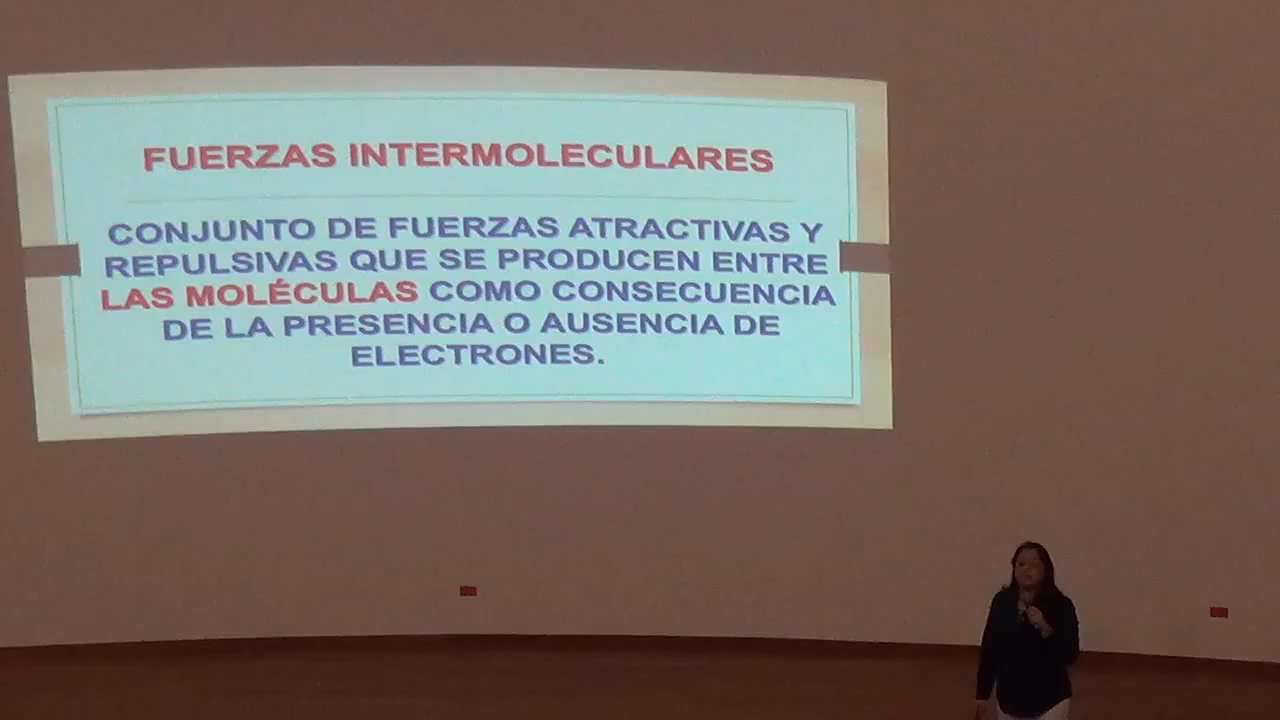 FUERZAS INTERMOLECULARES
CONJUNTO DE FUERZAS ATRACTIVAS Y
REPULSIVAS QUE SE PRODUCEN ENTRE
LAS MOLÉCULAS COMO CONSECUENCIA
DE LA PRESENCIA O AUSENCIA DE
ELECTRONES.